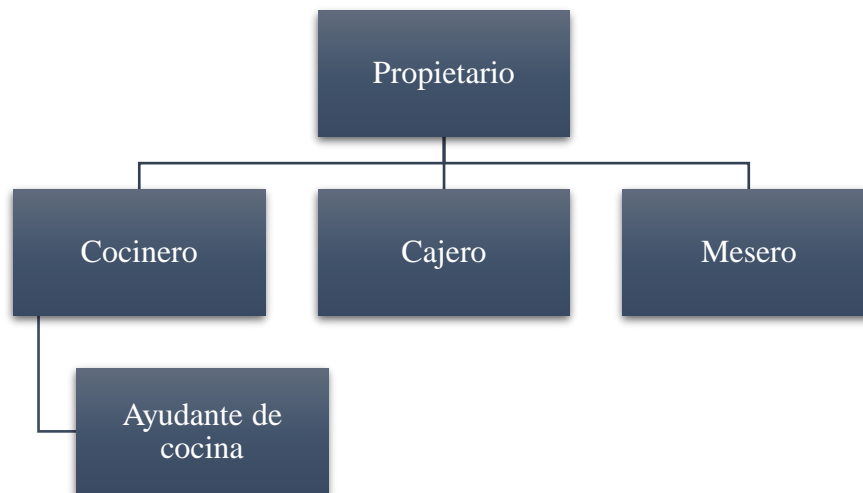 Propietario
Cocinero
Cajero
Mesero
Ayudante de
cocina